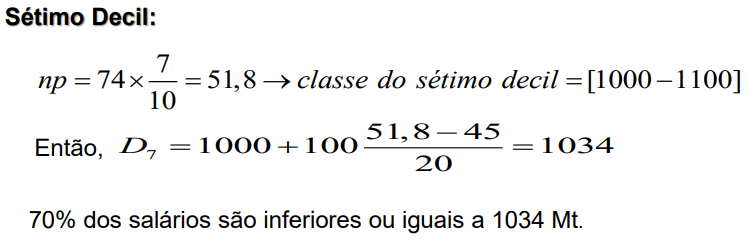 Sétimo Decil:
np = 74 × 7/10 = 51,8 → classe do sétimo decil = [1000 – 1100]
Então, D₇ = 1000 + 100 (51,8 – 45)/20 = 1034
70% dos salários são inferiores ou iguais a 1034 Mt.